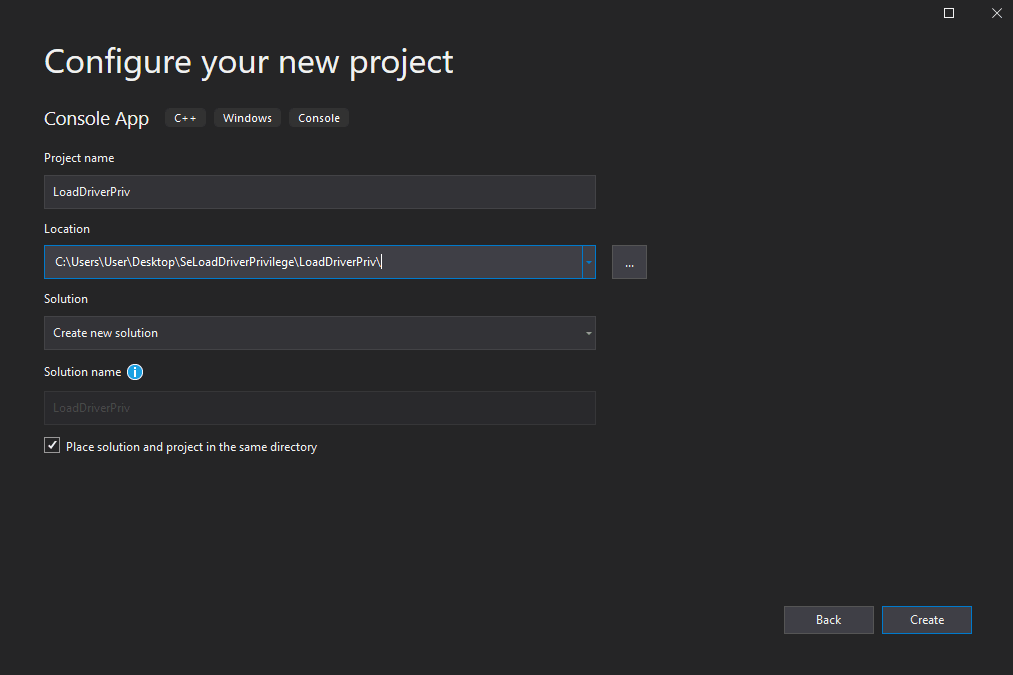 Configure your new project
Console App C++ Windows Console
Project name
LoadDriverPriv
Location
C:\Users\User\Desktop\SeLoadDriverPrivilege\LoadDriverPriv\
...
Solution
Create new solution
Solution name i
LoadDriverPriv
Place solution and project in the same directory
Back Create